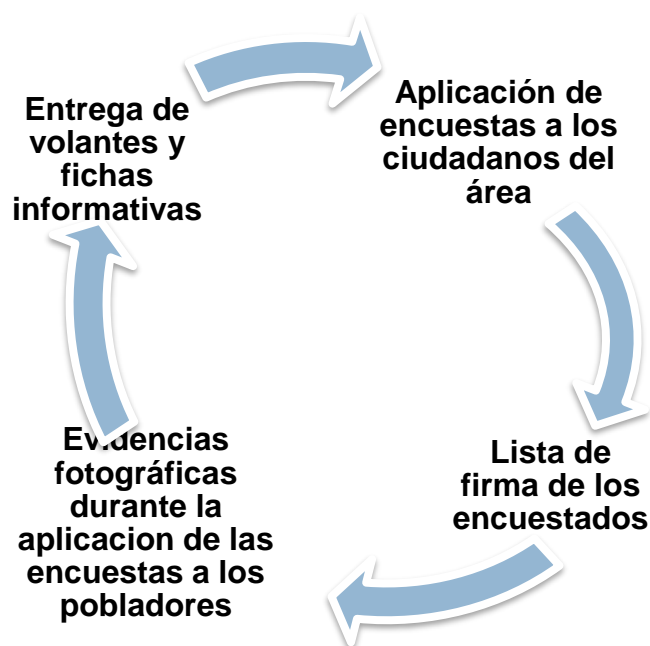 Entrega de
volantes y
fichas
informativas
Aplicación de
encuestas a los
ciudadanos del
área
Lista de
firma de los
encuestados
Evidencias
fotográficas
durante la
aplicacion de las
encuestas a los
pobladores